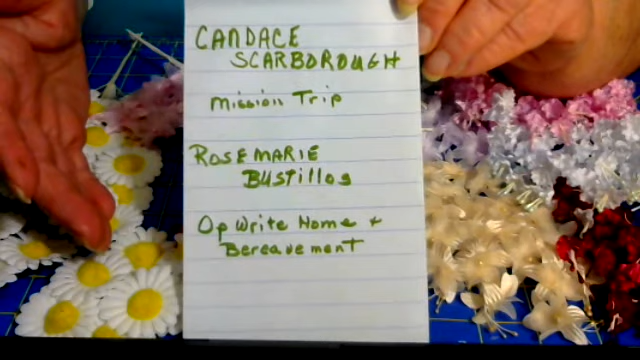 CANDACE
SCARBOROUGH
Mission Trip
ROSEMARIE
BUSTillos
Op Write Home +
Bereavement